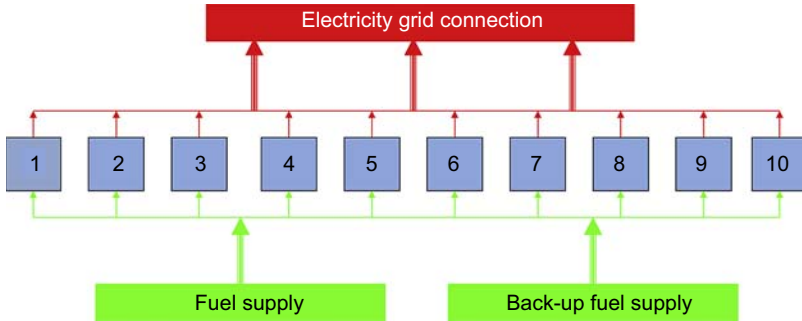 Electricity grid connection
1 2 3 4 5 6 7 8 9 10
Fuel supply Back-up fuel supply